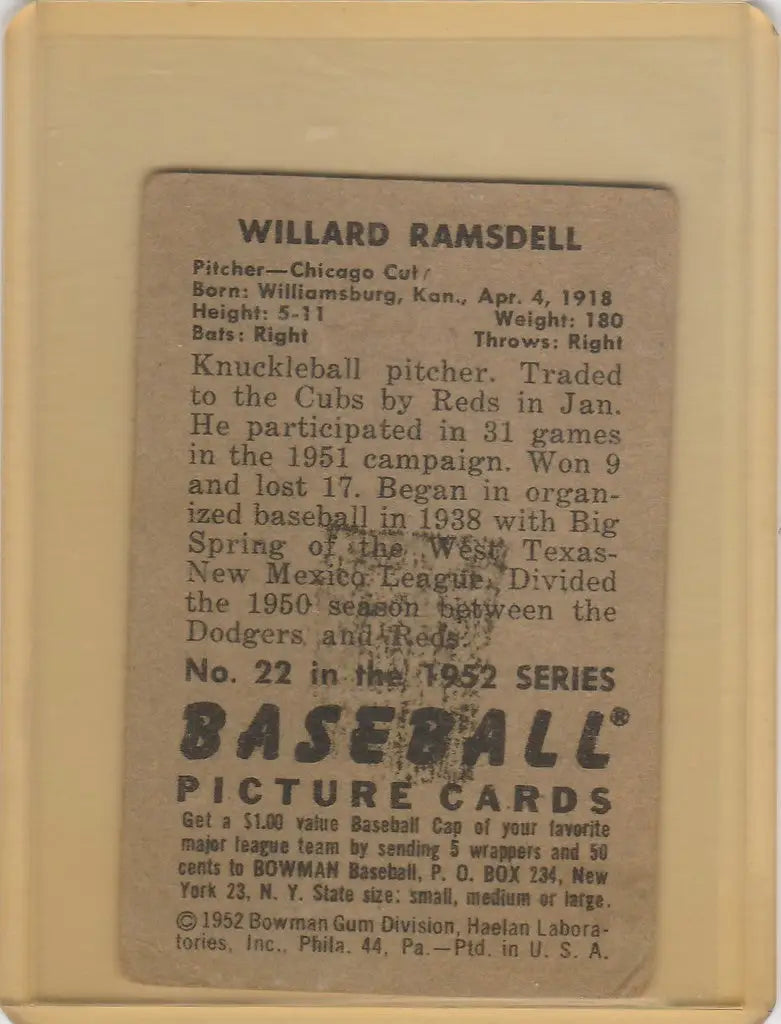 WILLARD RAMSDELL
Pitcher—Chicago
Born: Williamsburg, Kan., Apr. 4, 1918
Height: 5-11 Weight: 180
Bats: Right Throws: Right
Knuckleball pitcher. Traded
to the Cubs by Reds in Jan.
He participated in 31 games
in the 1951 campaign. Won 9
and lost 17. Began in organ-
ized baseball in 1938 with Big
Spring of the West Texas-
New Mexico League. Divided
the 1950 season between the
Dodgers and Reds.
No. 22 in the 1952 SERIES
BASEBALL®
PICTURE CARDS
Get a $1.00 value Baseball Cap of your favorite
major league team by sending 5 wrappers and 50
cents to BOWMAN Baseball, P. O. BOX 234, New
York 23, N. Y. State size: small, medium or large.
© 1952 Bowman Gum Division, Haelan Labora-
tories, Inc., Phila. 44, Pa.—Ptd. in U. S. A.